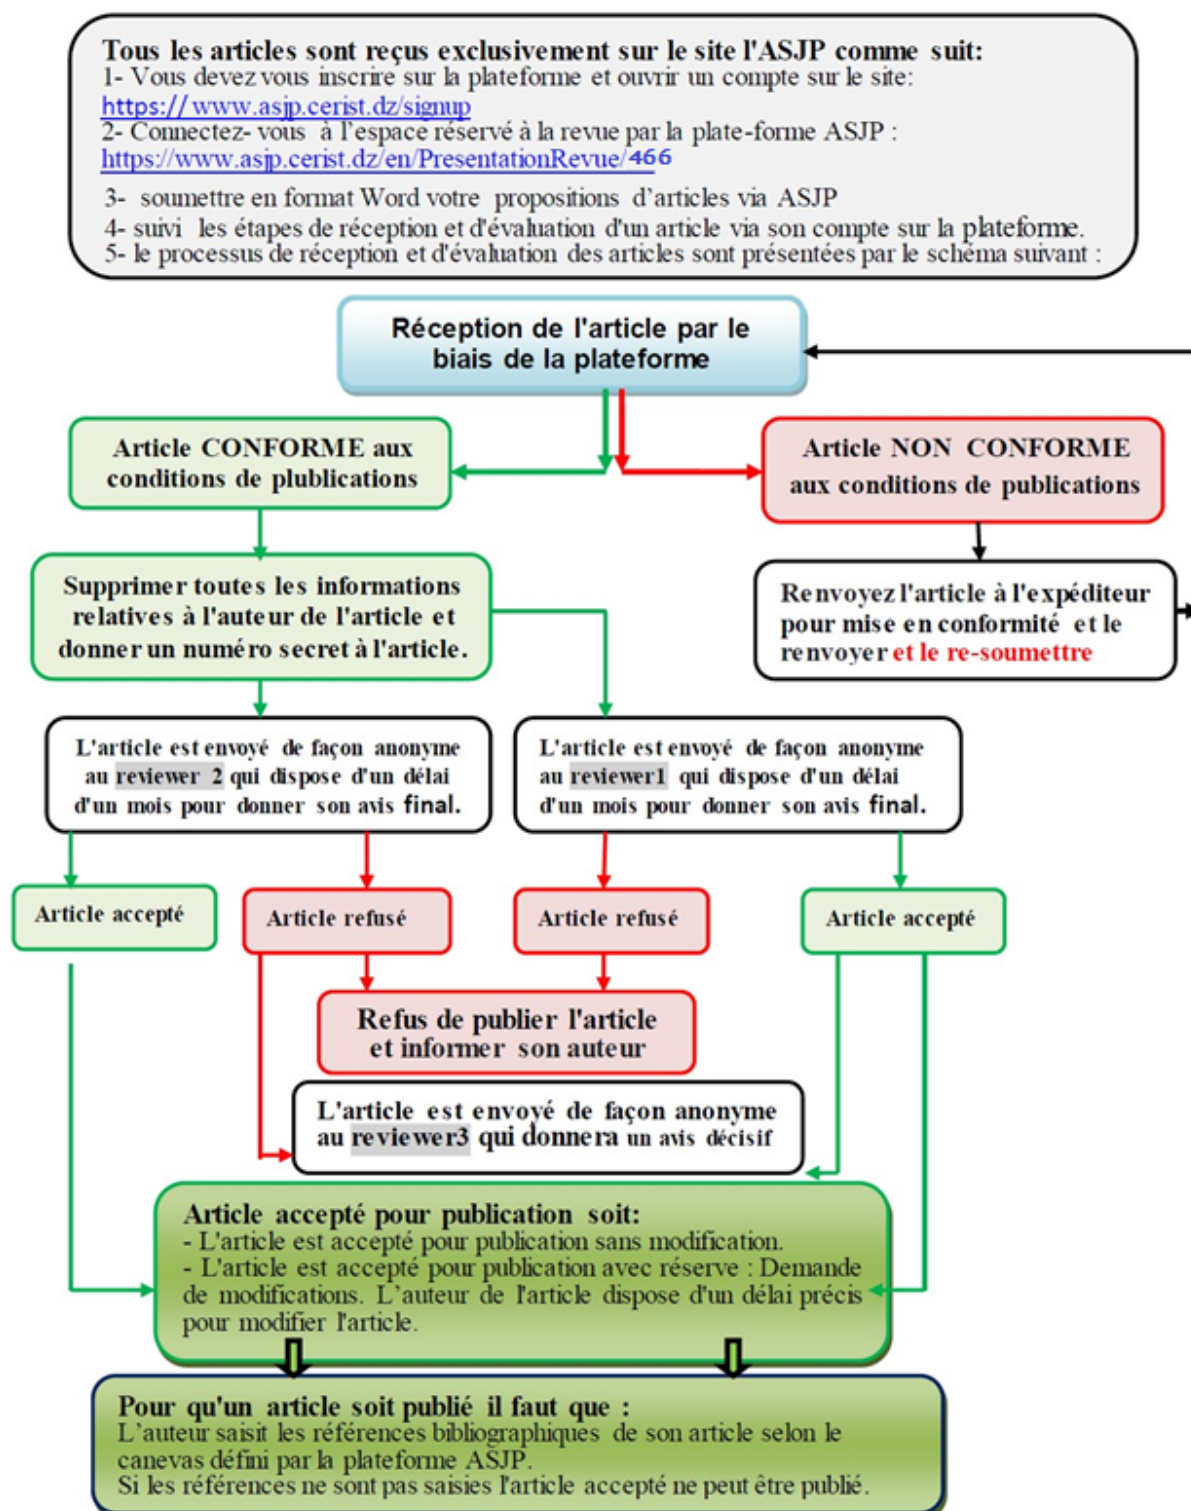 Tous les articles sont reçus exclusivement sur le site l'ASJP comme suit:
1- Vous devez vous inscrire sur la plateforme et ouvrir un compte sur le site:
https://www.asjp.cerist.dz/signup
2- Connectez- vous à l'espace réservé à la revue par la plate-forme ASJP :
https://www.asjp.cerist.dz/en/PresentationRevue/466
3- soumettre en format Word votre propositions d'articles via ASJP
4- suivi les étapes de réception et d'évaluation d'un article via son compte sur la plateforme.
5- le processus de réception et d'évaluation des articles sont présentées par le schéma suivant :
Réception de l'article par le
biais de la plateforme
Article CONFORME aux
conditions de plublications
Article NON CONFORME
aux conditions de publications
Supprimer toutes les informations
relatives à l'auteur de l'article et
donner un numéro secret à l'article.
Renvoyez l'article à l'expéditeur
pour mise en conformité et le
renvoyer et le re-soumettre
L'article est envoyé de façon anonyme
au reviewer 2 qui dispose d'un délai
d'un mois pour donner son avis final.
L'article est envoyé de façon anonyme
au reviewer1 qui dispose d'un délai
d'un mois pour donner son avis final.
Article accepté
Article refusé
Article refusé
Article accepté
Refus de publier l'article
et informer son auteur
L'article est envoyé de façon anonyme
au reviewer3 qui donnera un avis décisif
Article accepté pour publication soit:
- L'article est accepté pour publication sans modification.
- L'article est accepté pour publication avec réserve : Demande
de modifications. L'auteur de l'article dispose d'un délai précis
pour modifier l'article.
Pour qu'un article soit publié il faut que :
L'auteur saisit les références bibliographiques de son article selon le
canevas défini par la plateforme ASJP.
Si les références ne sont pas saisies l'article accepté ne peut être publié.